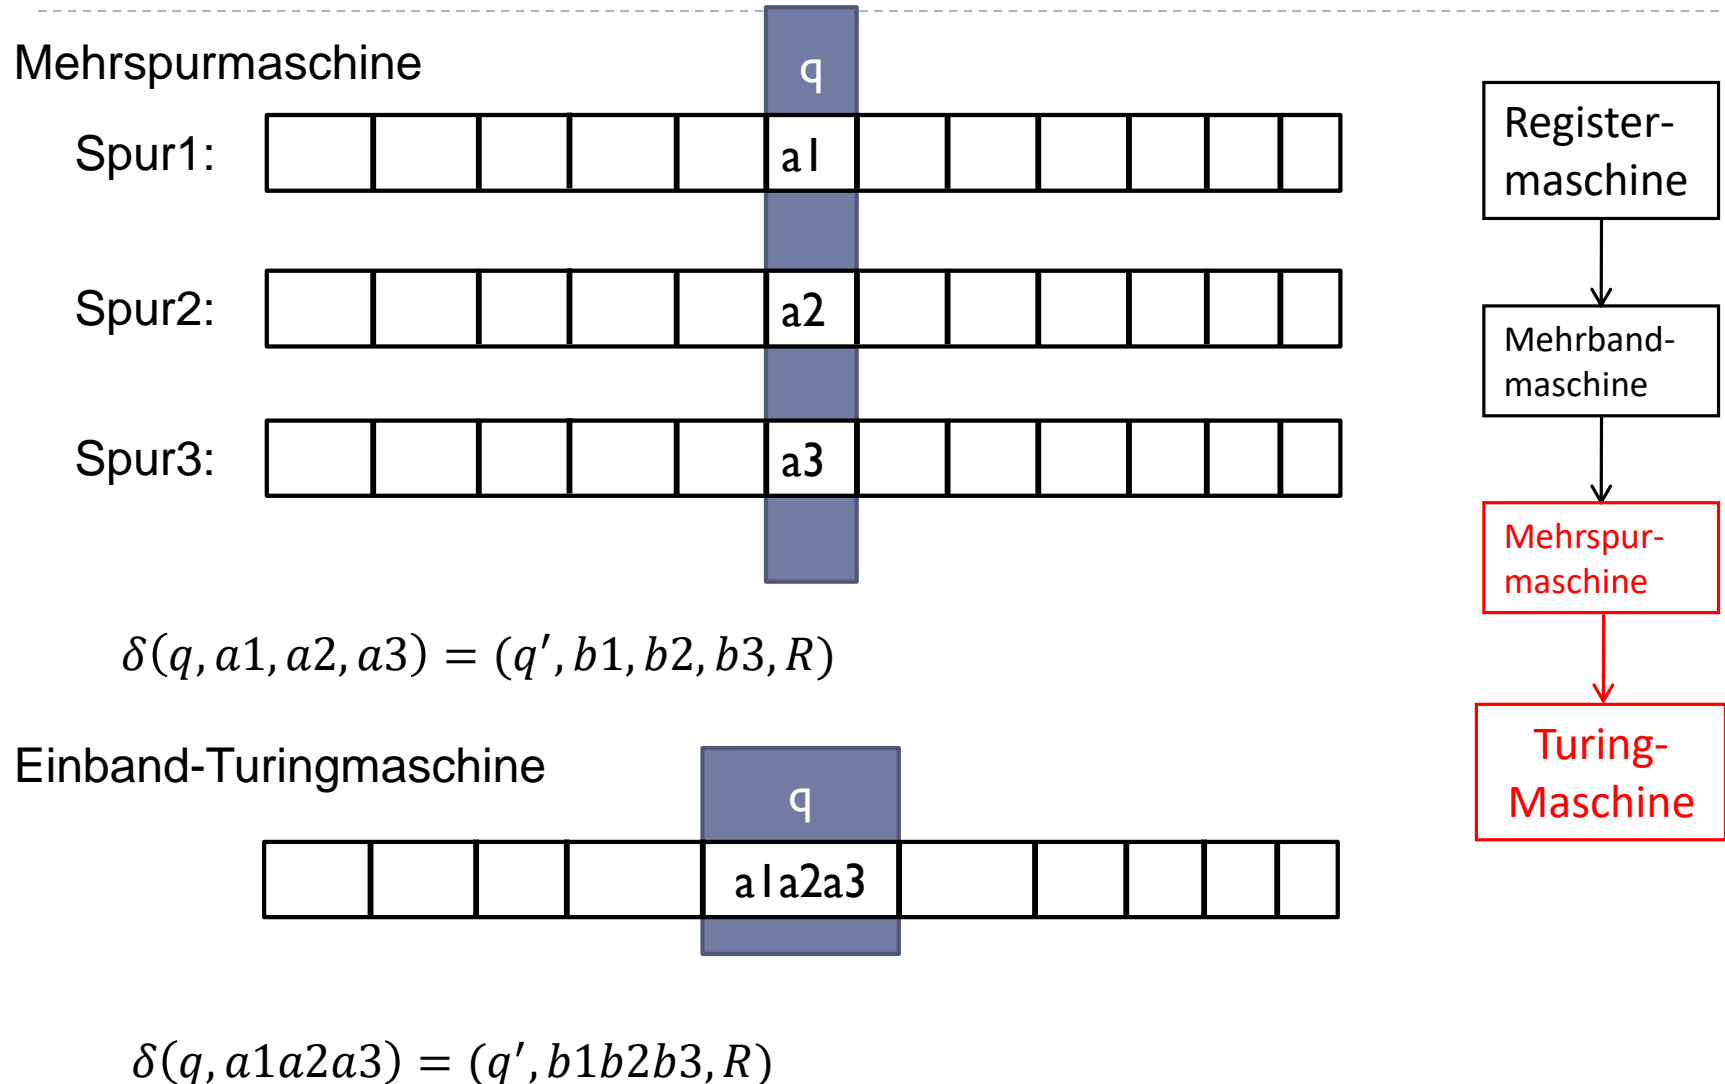 Mehrspurmaschine
q
Spur1:
a1
Spur2:
a2
Spur3:
a3
δ(q, a1, a2, a3) = (q′, b1, b2, b3, R)
Einband-Turingmaschine
q
a1a2a3
δ(q, a1a2a3) = (q′, b1b2b3, R)
Register-
maschine
Mehrband-
maschine
Mehrspur-
maschine
Turing-
Maschine